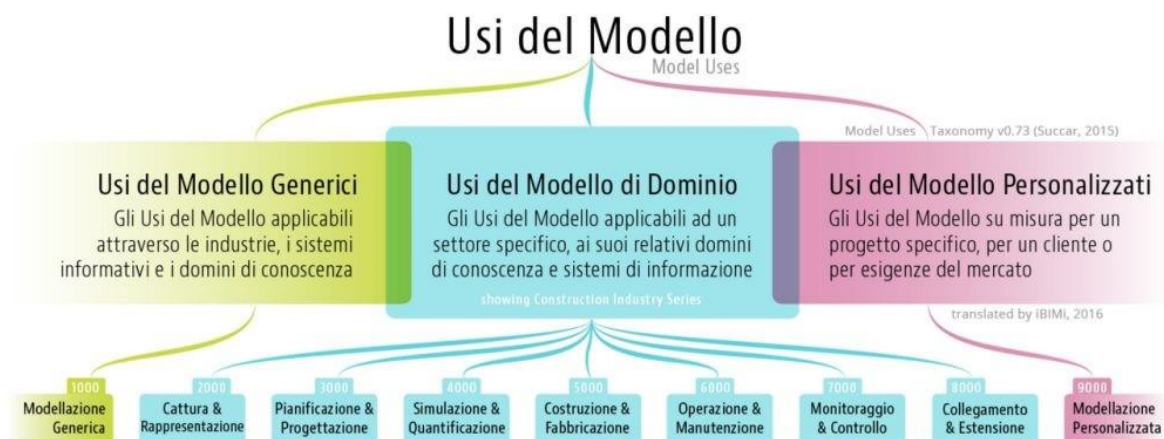 Usi del Modello
Model Uses
Model Uses Taxonomy v0.73 (Succar, 2015)
Usi del Modello Generici
Gli Usi del Modello applicabili
attraverso le industrie, i sistemi
informativi e i domini di conoscenza
Usi del Modello di Dominio
Gli Usi del Modello applicabili ad un
settore specifico, ai suoi relativi domini
di conoscenza e sistemi di informazione
showing Construction Industry Series
Usi del Modello Personalizzati
Gli Usi del Modello su misura per un
progetto specifico, per un cliente o
per esigenze del mercato
translated by iBIMi, 2016
1000
Modellazione
Generica
2000
Cattura &
Rappresentazione
3000
Pianificazione &
Progettazione
4000
Simulazione &
Quantificazione
5000
Costruzione &
Fabbricazione
6000
Operazione &
Manutenzione
7000
Monitoraggio
& Controllo
8000
Collegamento
& Estensione
9000
Modellazione
Personalizzata